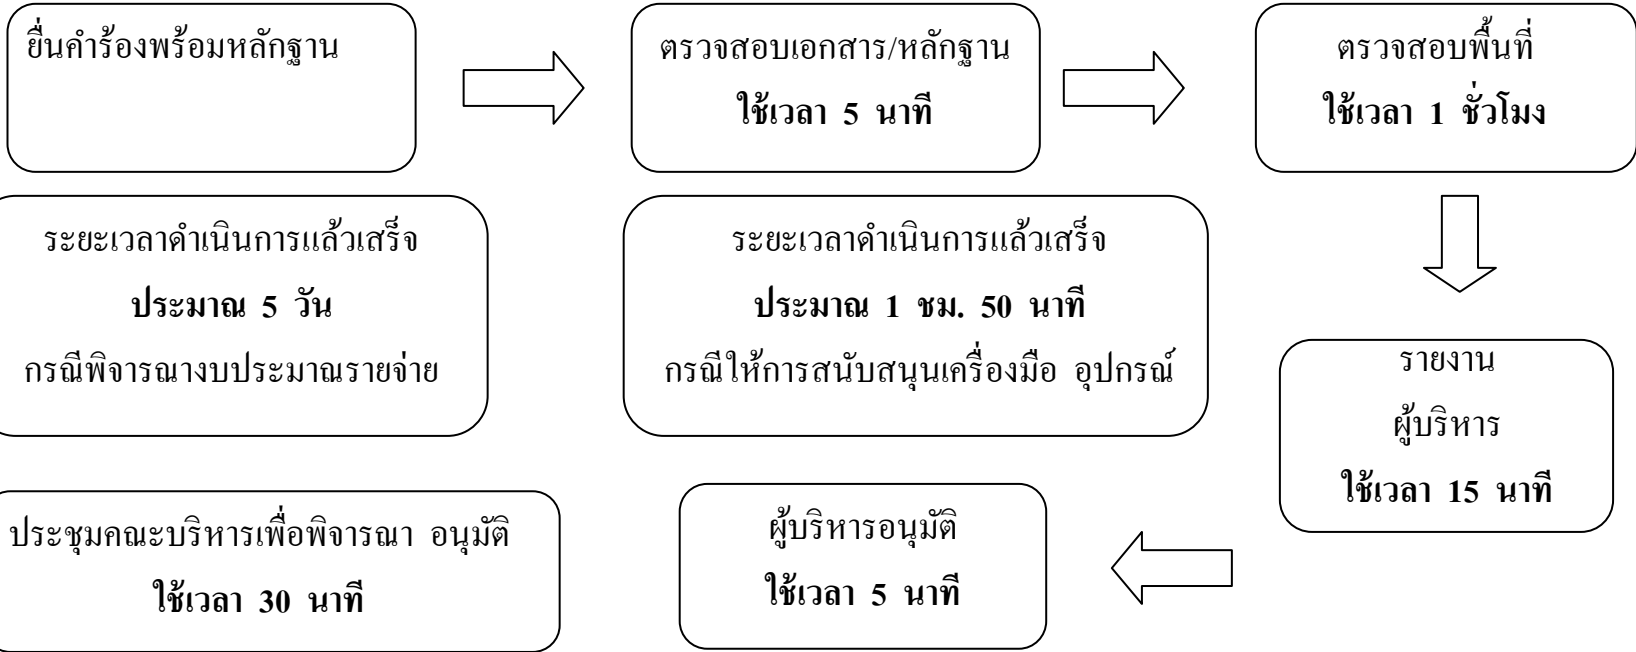 ยื่นคำร้องพร้อมหลักฐาน
ตรวจสอบเอกสาร/หลักฐาน
ใช้เวลา 5 นาที
ตรวจสอบพื้นที่
ใช้เวลา 1 ชั่วโมง
ระยะเวลาดำเนินการแล้วเสร็จ
ประมาณ 5 วัน
กรณีพิจารณางบประมาณรายจ่าย
ระยะเวลาดำเนินการแล้วเสร็จ
ประมาณ 1 ชม. 50 นาที
กรณีให้การสนับสนุนเครื่องมือ อุปกรณ์
รายงาน
ผู้บริหาร
ใช้เวลา 15 นาที
ประชุมคณะบริหารเพื่อพิจารณา อนุมัติ
ใช้เวลา 30 นาที
ผู้บริหารอนุมัติ
ใช้เวลา 5 นาที